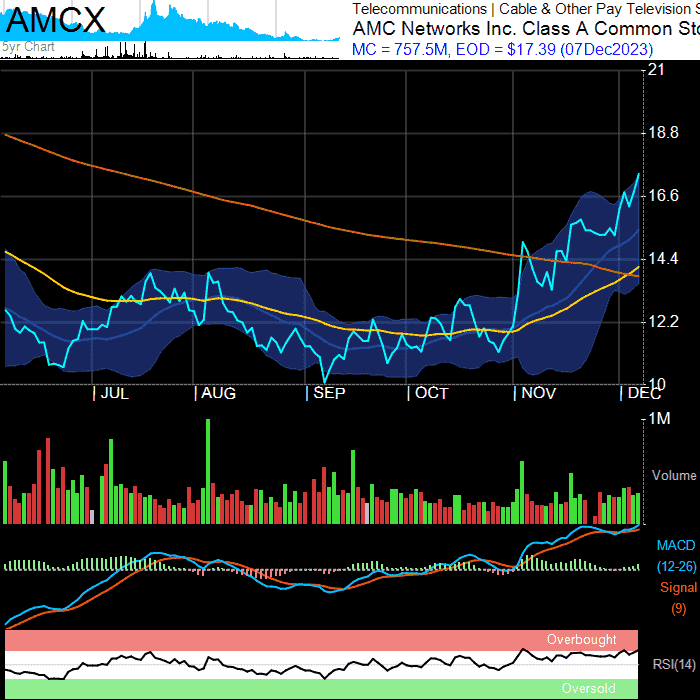 AMCX
5yr Chart
Telecommunications | Cable & Other Pay Television S
AMC Networks Inc. Class A Common Sto
MC = 757.5M, EOD = $17.39 (07Dec2023)
21
18.8
16.6
14.4
12.2
10
| JUL | AUG | SEP | OCT | NOV | DEC
1M
Volume
MACD
(12-26)
Signal
(9)
Overbought
RSI(14)
Oversold